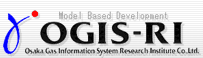 Model Based Development
OGIS-RI
Osaka Gas Information System Research Institute Co.Ltd.